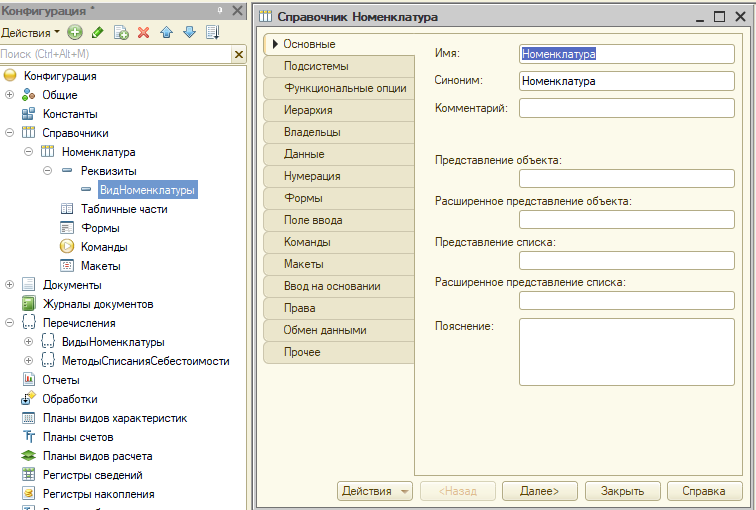 Конфигурация *
Действия
Поиск (Ctrl+Alt+M)
Конфигурация
Общие
Константы
Справочники
Номенклатура
Реквизиты
ВидНоменклатуры
Табличные части
Формы
Команды
Макеты
Документы
Журналы документов
Перечисления
ВидыНоменклатуры
МетодыСписанияСебестоимости
Отчеты
Обработки
Планы видов характеристик
Планы счетов
Планы видов расчета
Регистры сведений
Регистры накопления
Справочник Номенклатура
Основные
Подсистемы
Функциональные опции
Иерархия
Владельцы
Данные
Нумерация
Формы
Поле ввода
Команды
Макеты
Ввод на основании
Права
Обмен данными
Прочее
Имя: Номенклатура
Синоним: Номенклатура
Комментарий:
Представление объекта:
Расширенное представление объекта:
Представление списка:
Расширенное представление списка:
Пояснение:
Действия <Назад Далее> Закрыть Справка